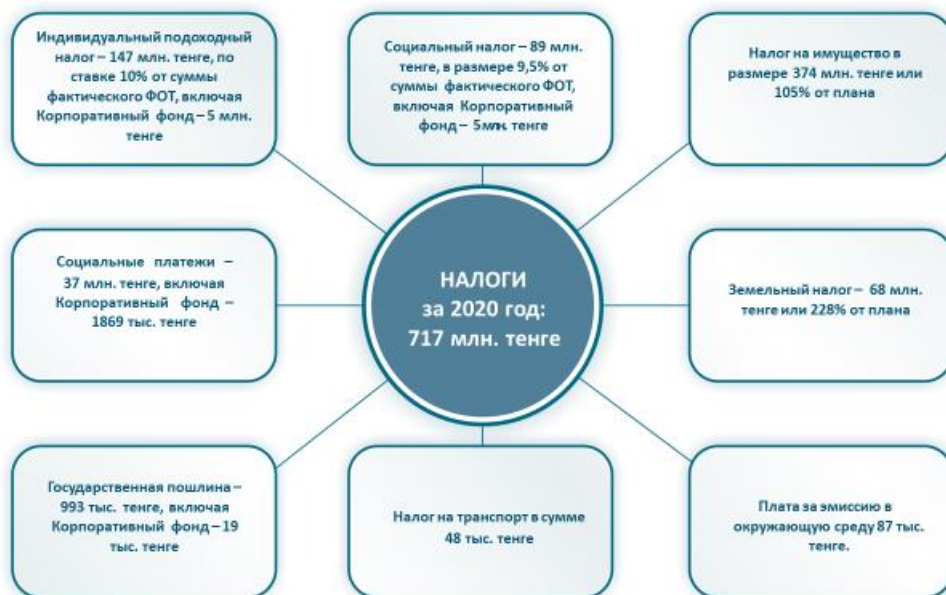 Индивидуальный подоходный
налог – 147 млн. тенге, по
ставке 10% от суммы
фактического ФОТ, включая
Корпоративный фонд – 5 млн.
тенге
Социальный налог – 89 млн.
тенге, в размере 9,5% от
суммы фактического ФОТ,
включая Корпоративный
фонд – 5млн. тенге
Налог на имущество в
размере 374 млн. тенге или
105% от плана
Социальные платежи –
37 млн. тенге, включая
Корпоративный фонд –
1869 тыс. тенге
НАЛОГИ
за 2020 год:
717 млн. тенге
Земельный налог – 68 млн.
тенге или 228% от плана
Государственная пошлина –
993 тыс. тенге, включая
Корпоративный фонд – 19
тыс. тенге
Налог на транспорт в сумме
48 тыс. тенге
Плата за эмиссию в
окружающую среду 87 тыс.
тенге.